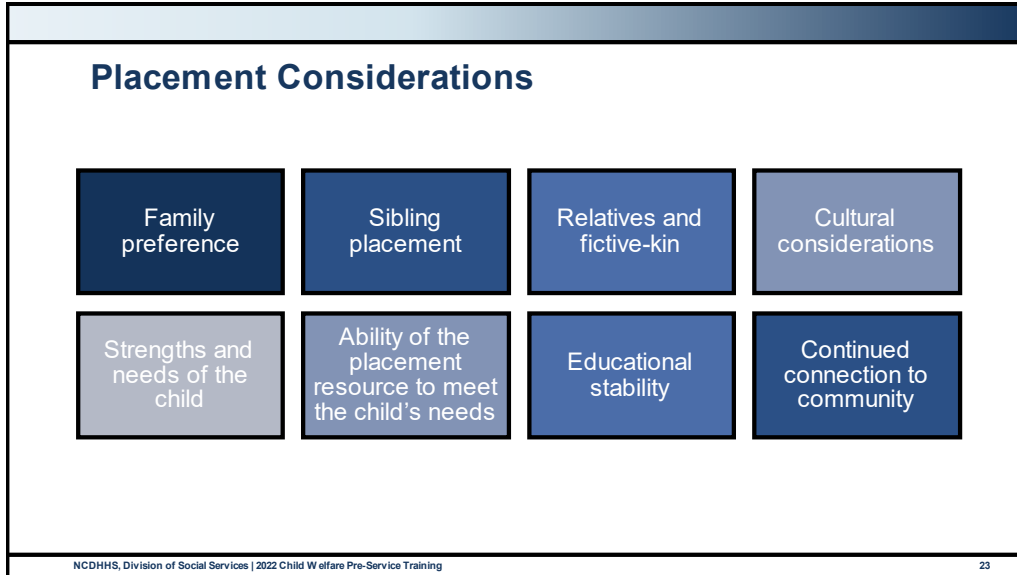 Placement Considerations
Family
preference
Sibling
placement
Relatives and
fictive-kin
Cultural
considerations
Strengths and
needs of the
child
Ability of the
placement
resource to meet
the child's needs
Educational
stability
Continued
connection to
community
NCDHHS, Division of Social Services | 2022 Child Welfare Pre-Service Training
23